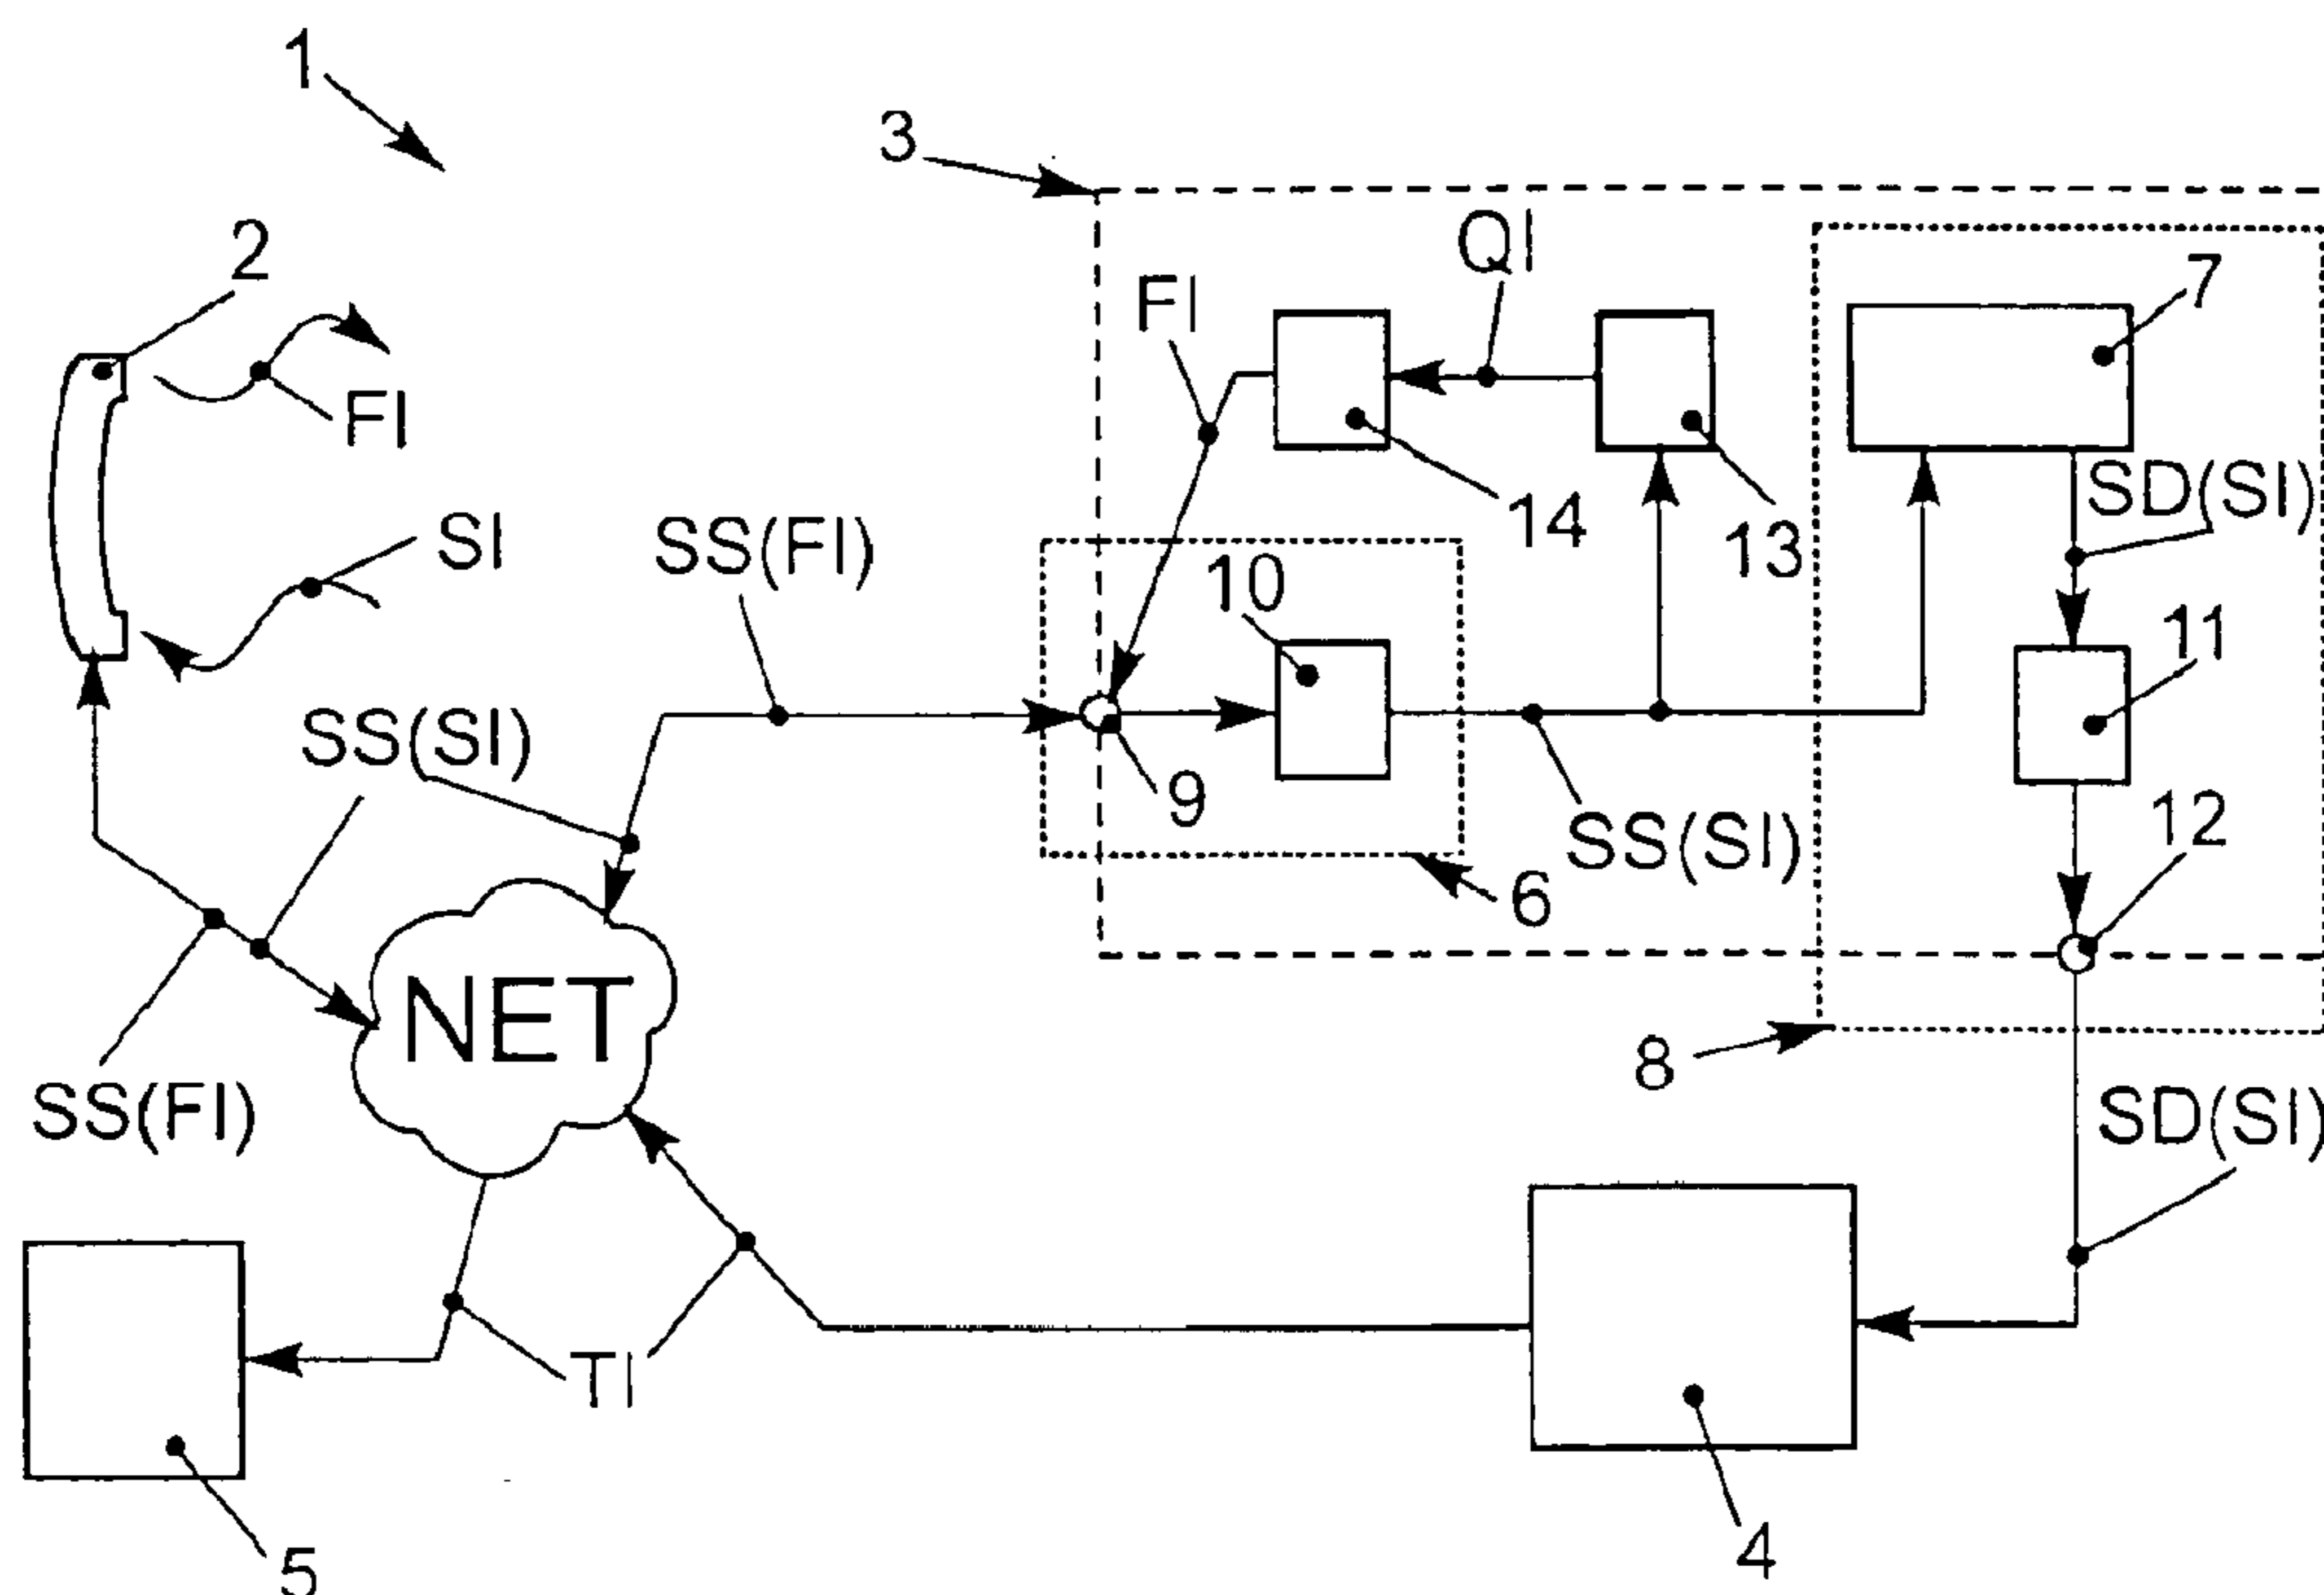 1
3
2
QI
7
FI
FI
SD(SI)
14
13
SI
SS(FI)
10
11
SS(SI)
9
12
SS(SI)
6
NET
8
SS(FI)
SD(SI)
TI
4
5